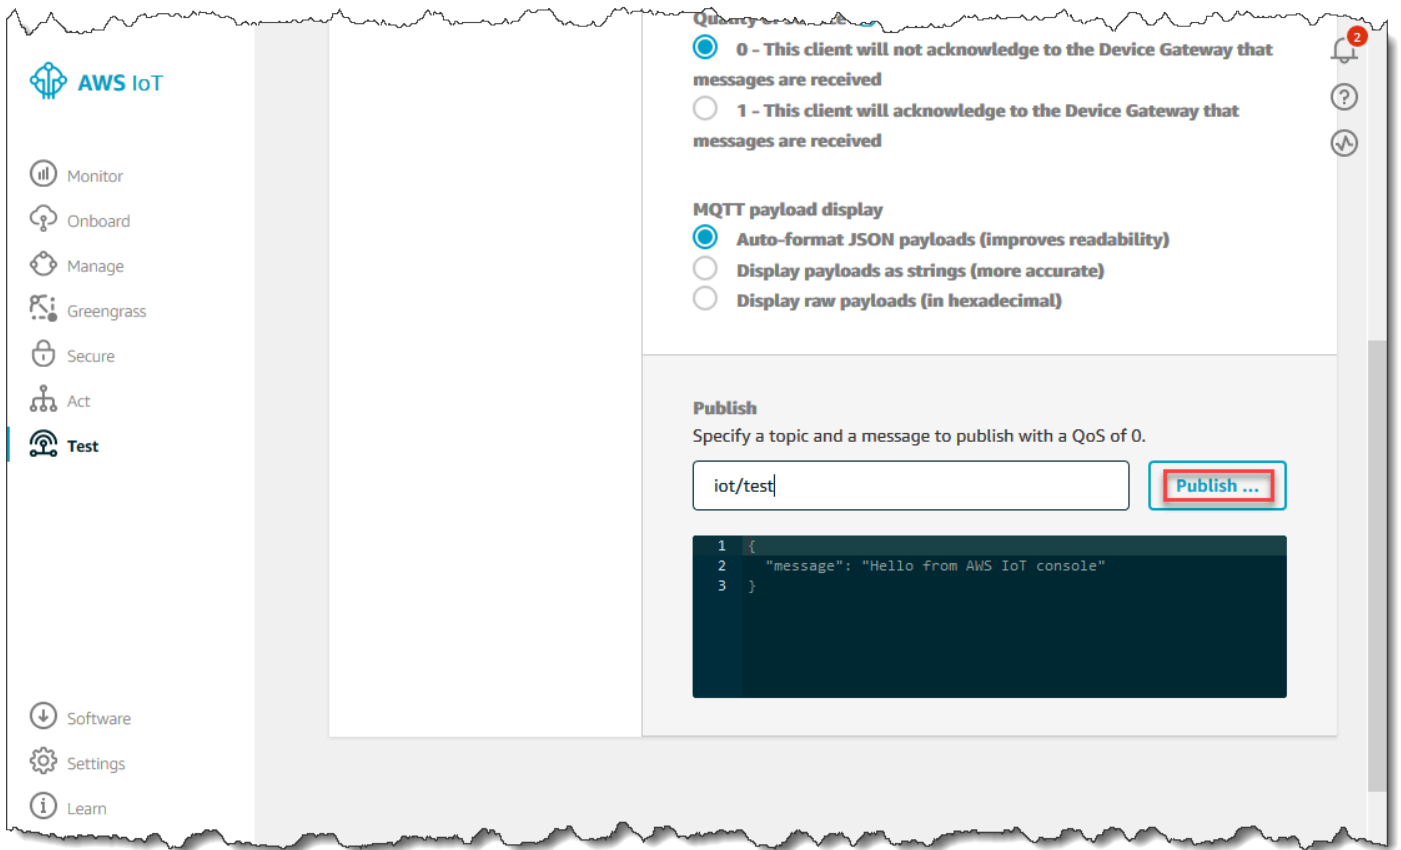 AWS IoT
Monitor
Onboard
Manage
Greengrass
Secure
Act
Test
Software
Settings
Learn
2
0 - This client will not acknowledge to the Device Gateway that
messages are received
1 - This client will acknowledge to the Device Gateway that
messages are received
MQTT payload display
Auto-format JSON payloads (improves readability)
Display payloads as strings (more accurate)
Display raw payloads (in hexadecimal)
Publish
Specify a topic and a message to publish with a QoS of 0.
iot/test
Publish ...
1 {
2 "message": "Hello from AWS IoT console"
3 }